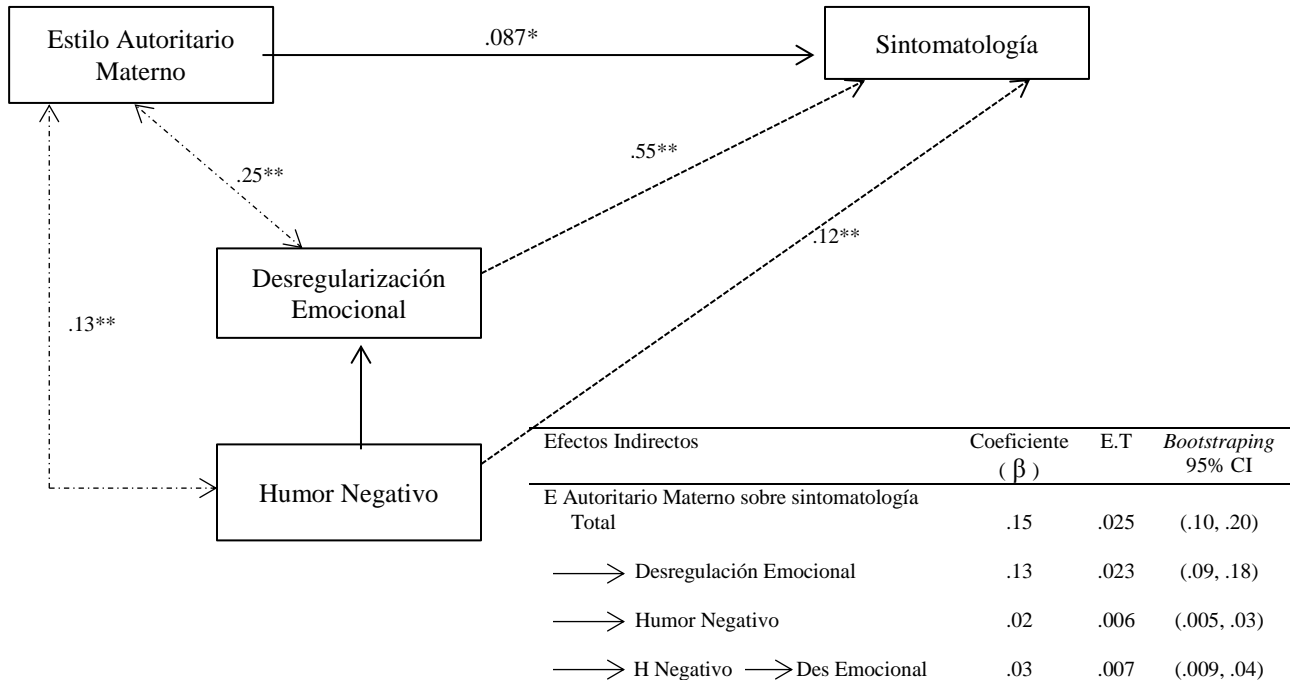 Estilo Autoritario
Materno
.087*
Sintomatología
.25**
.55**
.12**
Desregularización
Emocional
.13**
Humor Negativo
Efectos Indirectos Coeficiente E.T Bootstraping
( β ) 95% CI
E Autoritario Materno sobre sintomatología
Total .15 .025 (.10, .20)
Desregulación Emocional .13 .023 (.09, .18)
Humor Negativo .02 .006 (.005, .03)
H Negativo Des Emocional .03 .007 (.009, .04)